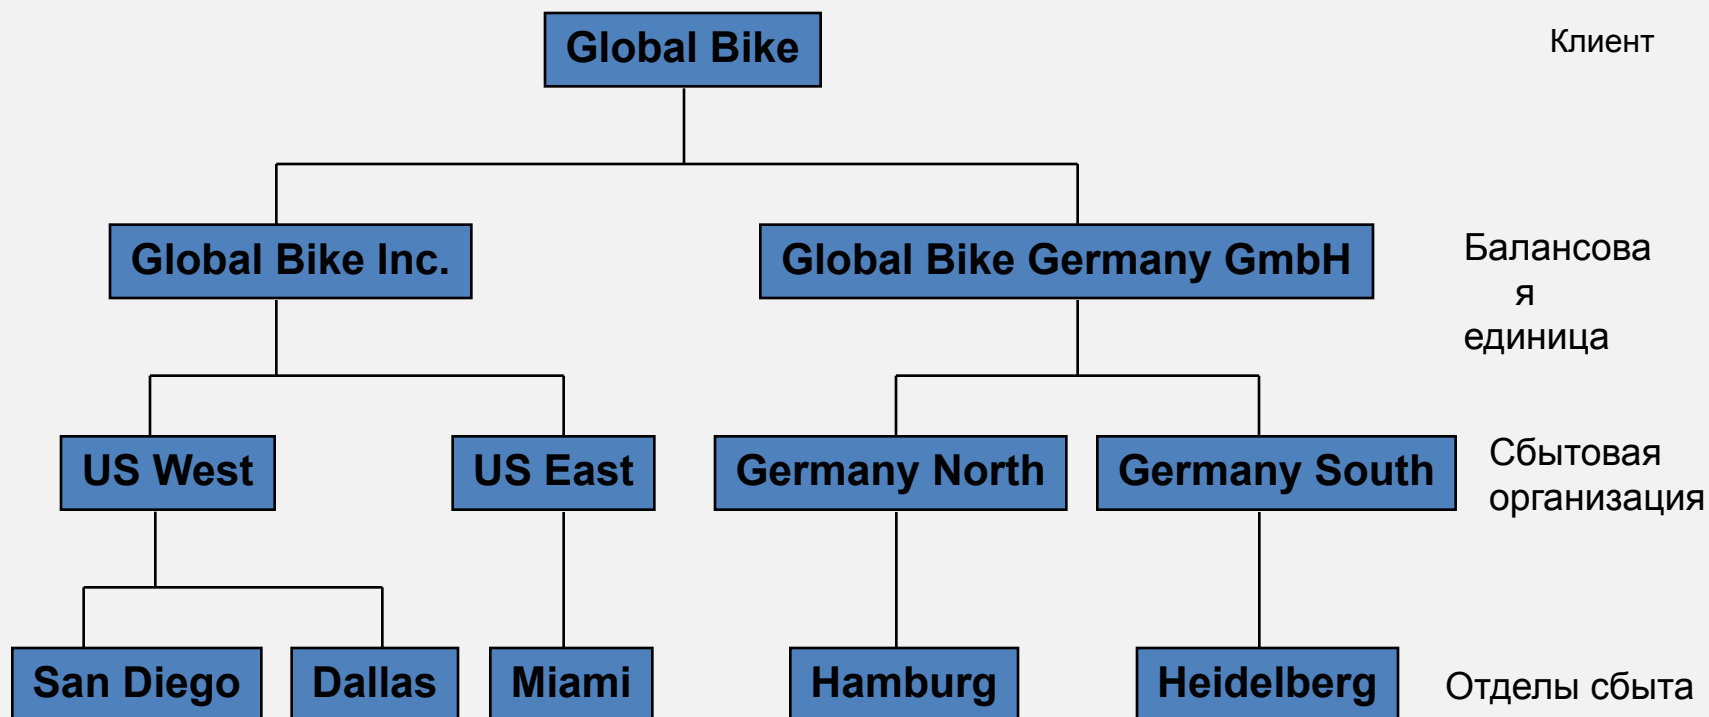 Global Bike
Клиент
Global Bike Inc.
Global Bike Germany GmbH
Балансова
я
единица
US West
US East
Germany North
Germany South
Сбытовая
организация
San Diego
Dallas
Miami
Hamburg
Heidelberg
Отделы сбыта